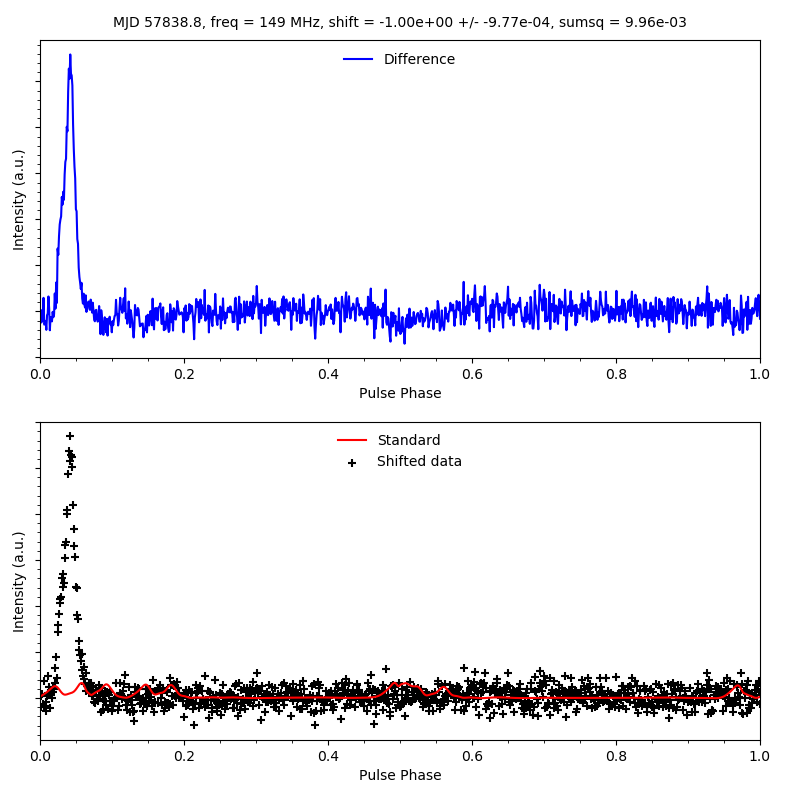 MJD 57838.8, freq = 149 MHz, shift = -1.00e+00 +/- -9.77e-04, sumsq = 9.96e-03
Difference
Intensity (a.u.)
0.0 0.2 0.4 0.6 0.8 1.0
Pulse Phase
Standard
Shifted data
Intensity (a.u.)
0.0 0.2 0.4 0.6 0.8 1.0
Pulse Phase